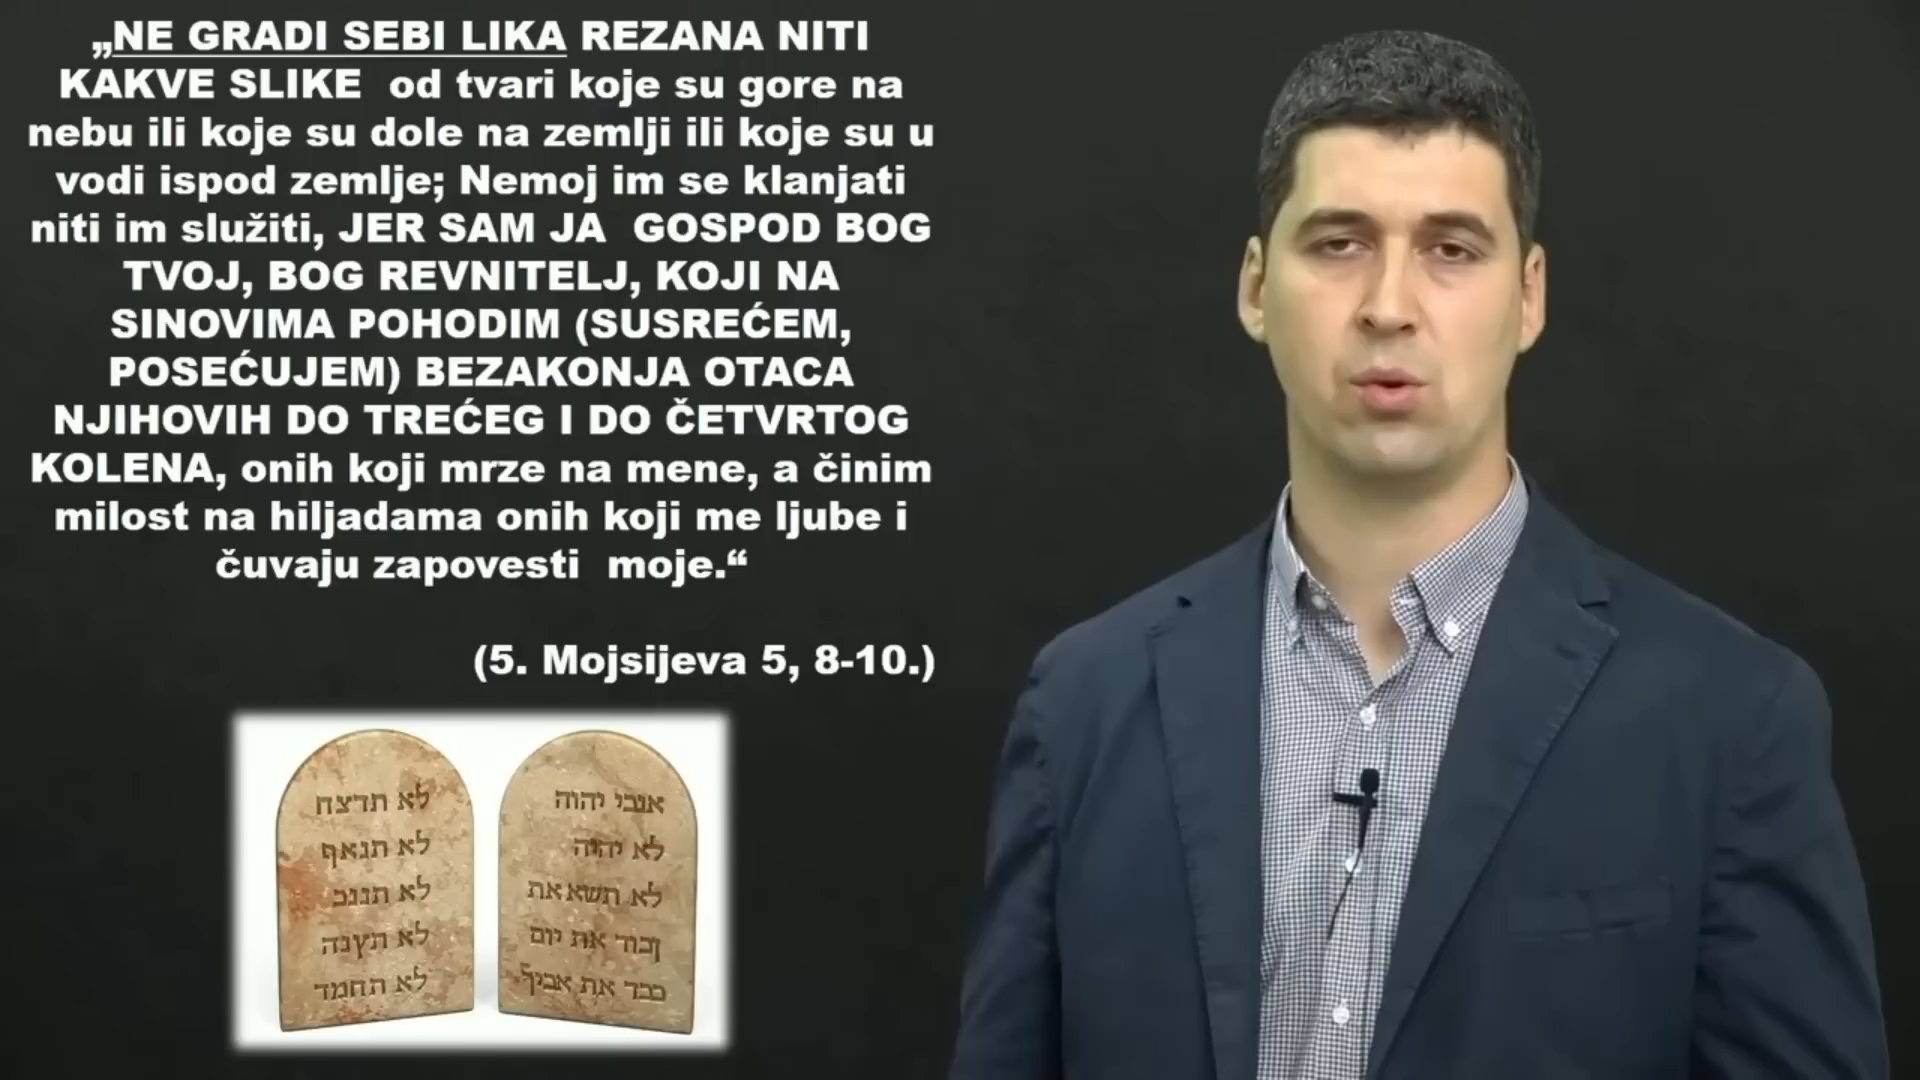 „NE GRADI SEBI LIKA REZANA NITI
KAKVE SLIKE od tvari koje su gore na
nebu ili koje su dole na zemlji ili koje su u
vodi ispod zemlje; Nemoj im se klanjati
niti im služiti, JER SAM JA GOSPOD BOG
TVOJ, BOG REVNITELJ, KOJI NA
SINOVIMA POHODIM (SUSREĆEM,
POSEĆUJEM) BEZAKONJA OTACA
NJIHOVIH DO TREĆEG I DO ČETVRTOG
KOLENA, onih koji mrze na mene, a činim
milost na hiljadama onih koji me ljube i
čuvaju zapovesti moje.“
(5. Mojsijeva 5, 8-10.)
אנכי יהוה
לא יהיה
לא תשא את
זכור את יום
כבד את אביך
לא תרצח
לא תנאף
לא תגנב
לא תענה
לא תחמד